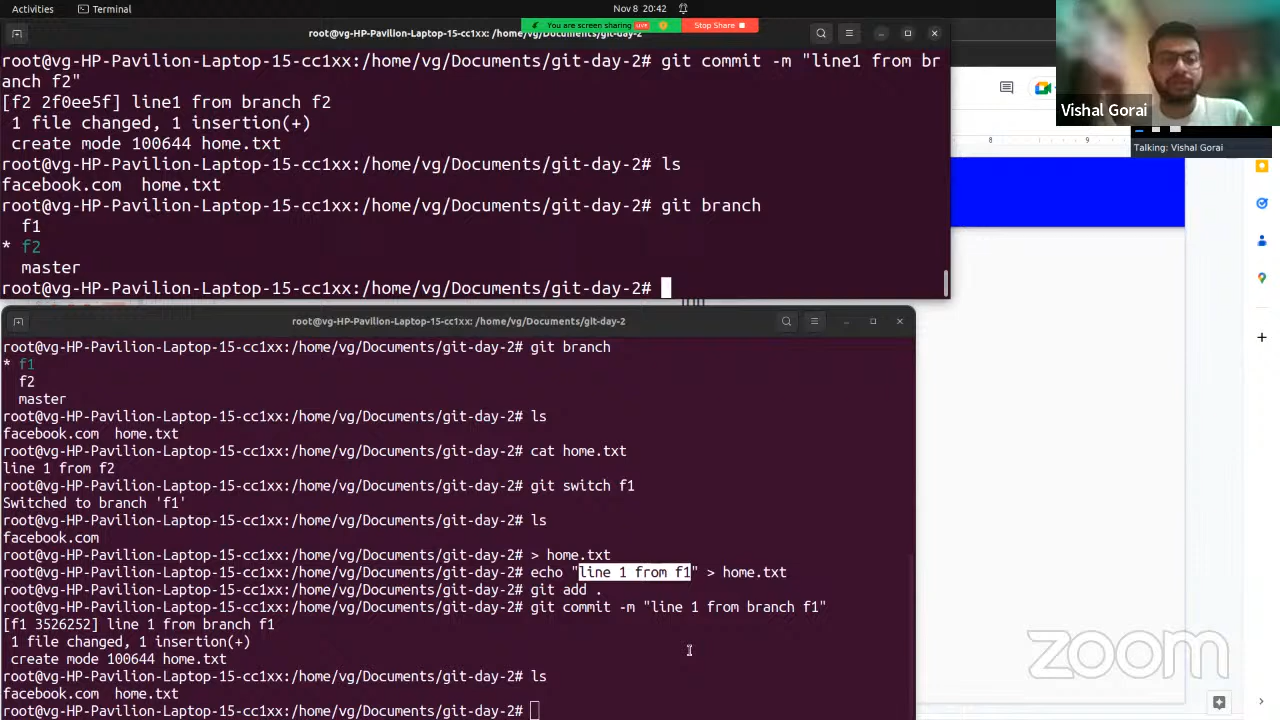 Activities
Terminal
Nov 8 20:42
You are screen sharing
LIVE
Stop Share
root@vg-HP-Pavilion-Laptop-15-cc1xx: /home/vg/Documents/git-day-2
root@vg-HP-Pavilion-Laptop-15-cc1xx:/home/vg/Documents/git-day-2# git commit -m "line1 from br
anch f2"
[f2 2f0ee5f] line1 from branch f2
1 file changed, 1 insertion(+)
create mode 100644 home.txt
root@vg-HP-Pavilion-Laptop-15-cc1xx:/home/vg/Documents/git-day-2# ls
facebook.com  home.txt
root@vg-HP-Pavilion-Laptop-15-cc1xx:/home/vg/Documents/git-day-2# git branch
f1
* f2
master
root@vg-HP-Pavilion-Laptop-15-cc1xx:/home/vg/Documents/git-day-2#
Vishal Gorai
Talking: Vishal Gorai
8
9
root@vg-HP-Pavilion-Laptop-15-cc1xx: /home/vg/Documents/git-day-2
root@vg-HP-Pavilion-Laptop-15-cc1xx:/home/vg/Documents/git-day-2# git branch
* f1
f2
master
root@vg-HP-Pavilion-Laptop-15-cc1xx:/home/vg/Documents/git-day-2# ls
facebook.com  home.txt
root@vg-HP-Pavilion-Laptop-15-cc1xx:/home/vg/Documents/git-day-2# cat home.txt
line 1 from f2
root@vg-HP-Pavilion-Laptop-15-cc1xx:/home/vg/Documents/git-day-2# git switch f1
Switched to branch 'f1'
root@vg-HP-Pavilion-Laptop-15-cc1xx:/home/vg/Documents/git-day-2# ls
facebook.com
root@vg-HP-Pavilion-Laptop-15-cc1xx:/home/vg/Documents/git-day-2# > home.txt
root@vg-HP-Pavilion-Laptop-15-cc1xx:/home/vg/Documents/git-day-2# echo "line 1 from f1" > home.txt
root@vg-HP-Pavilion-Laptop-15-cc1xx:/home/vg/Documents/git-day-2# git add .
root@vg-HP-Pavilion-Laptop-15-cc1xx:/home/vg/Documents/git-day-2# git commit -m "line 1 from branch f1"
[f1 3526252] line 1 from branch f1
1 file changed, 1 insertion(+)
create mode 100644 home.txt
root@vg-HP-Pavilion-Laptop-15-cc1xx:/home/vg/Documents/git-day-2# ls
facebook.com  home.txt
root@vg-HP-Pavilion-Laptop-15-cc1xx:/home/vg/Documents/git-day-2#
zoom